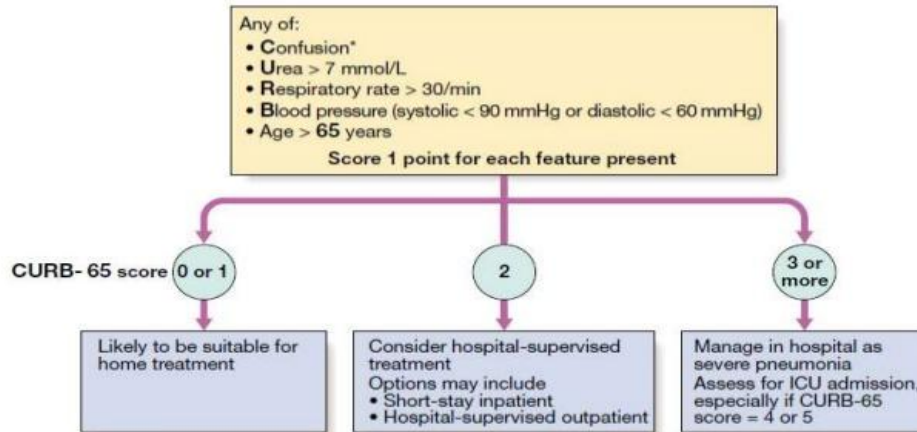 Any of:
• Confusion*
• Urea > 7 mmol/L
• Respiratory rate > 30/min
• Blood pressure (systolic < 90 mmHg or diastolic < 60 mmHg)
• Age > 65 years
Score 1 point for each feature present
CURB- 65 score
0 or 1
2
3 or
more
Likely to be suitable for
home treatment
Consider hospital-supervised
treatment
Options may include
• Short-stay inpatient
• Hospital-supervised outpatient
Manage in hospital as
severe pneumonia
Assess for ICU admission,
especially if CURB-65
score = 4 or 5